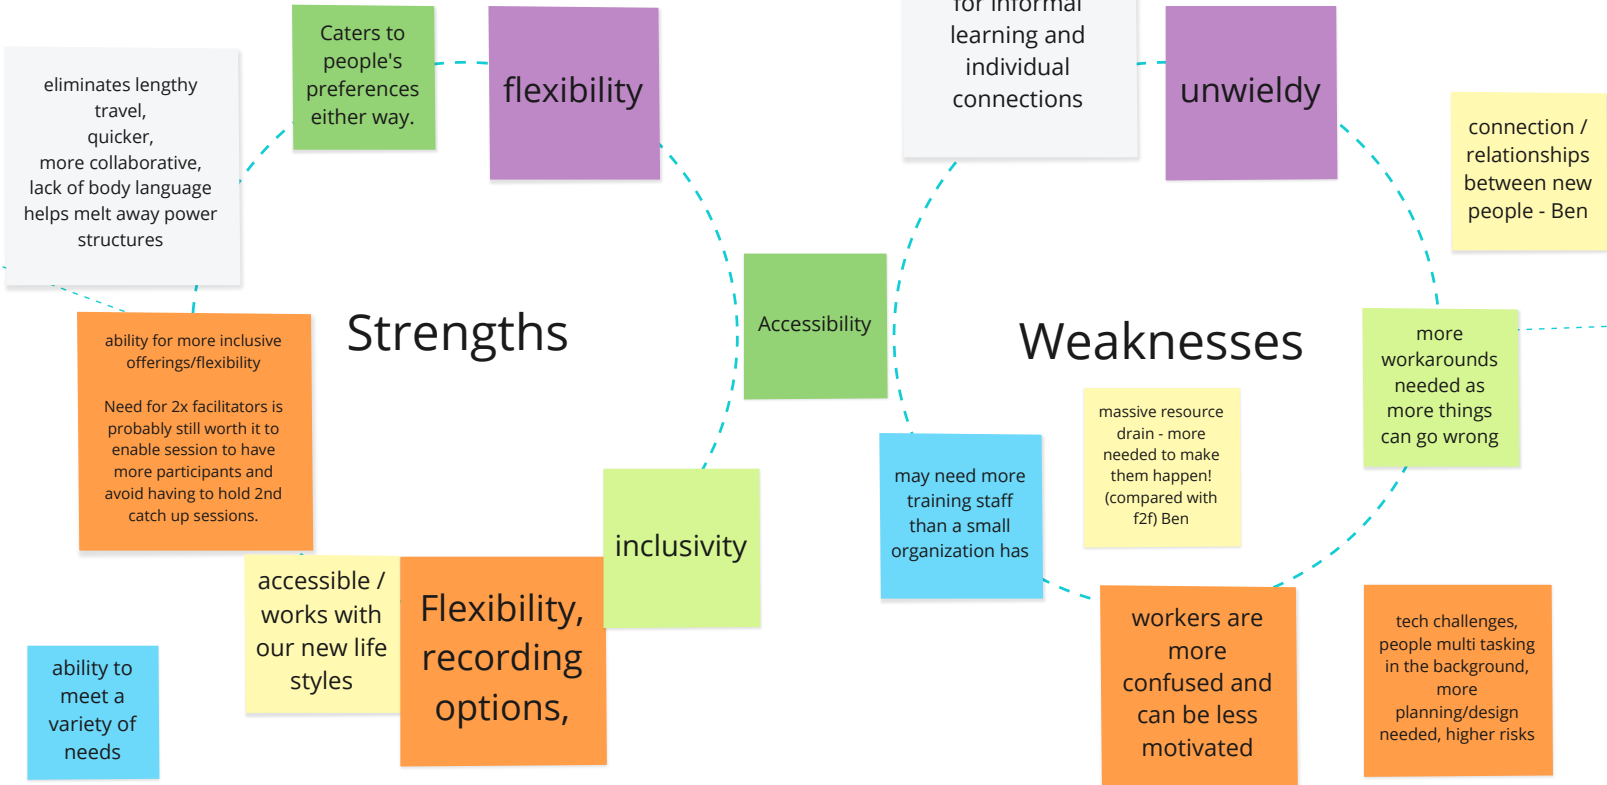 Caters to
people's
preferences
either way.
flexibility
eliminates lengthy
travel,
quicker,
more collaborative,
lack of body language
helps melt away power
structures
Strengths
ability for more inclusive
offerings/flexibility
Need for 2x facilitators is
probably still worth it to
enable session to have
more participants and
avoid having to hold 2nd
catch up sessions.
inclusivity
accessible /
works with
our new life
styles
Flexibility,
recording
options,
ability to
meet a
variety of
needs
Accessibility
for informal
learning and
individual
connections
unwieldy
connection /
relationships
between new
people - Ben
Weaknesses
more
workarounds
needed as
more things
can go wrong
massive resource
drain - more
needed to make
them happen!
(compared with
f2f) Ben
may need more
training staff
than a small
organization has
workers are
more
confused and
can be less
motivated
tech challenges,
people multi tasking
in the background,
more
planning/design
needed, higher risks